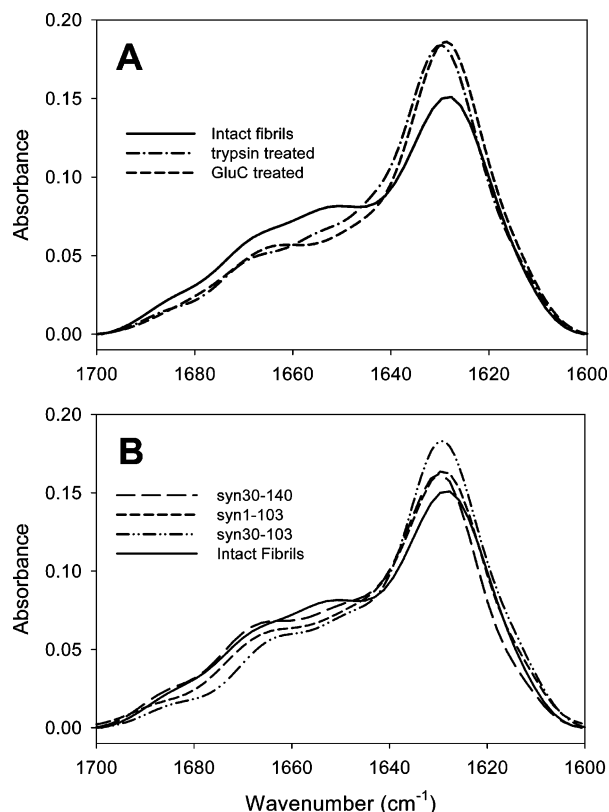 0.20
A
0.15
Intact fibrils
trypsin treated
GluC treated
0.10
Absorbance
0.05
0.00
1700 1680 1660 1640 1620 1600
0.20
B
0.15
syn30-140
syn1-103
syn30-103
Intact Fibrils
0.10
Absorbance
0.05
0.00
1700 1680 1660 1640 1620 1600
Wavenumber (cm⁻¹)